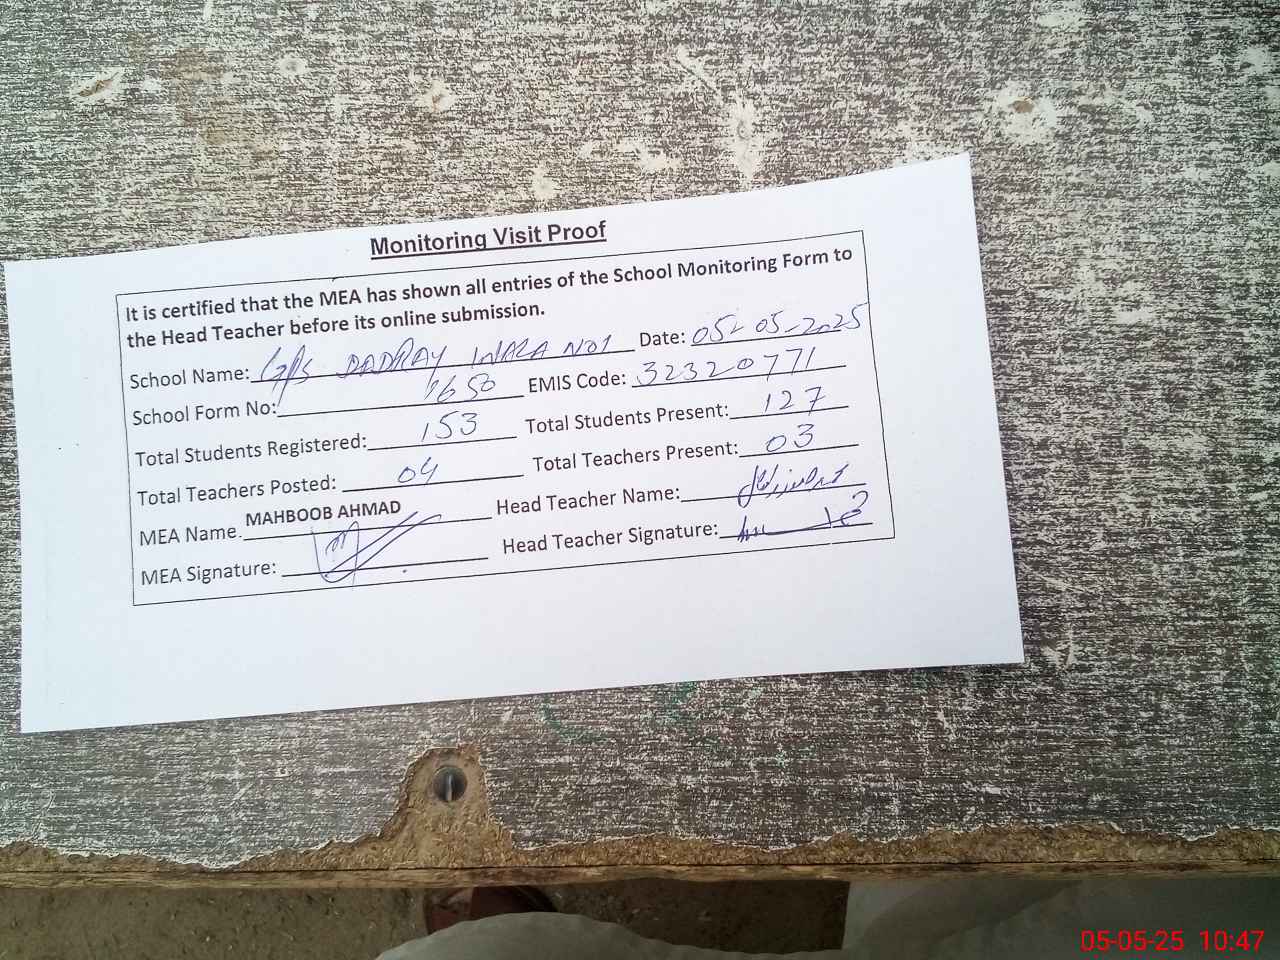 Monitoring Visit Proof
It is certified that the MEA has shown all entries of the School Monitoring Form to
the Head Teacher before its online submission.
School Name: GPS DADRAY WALA NO1 Date: 05-05-2025
School Form No: 1650 EMIS Code: 32320771
Total Students Registered: 153 Total Students Present: 127
Total Teachers Posted: 04 Total Teachers Present: 03
MEA Name. MAHBOOB AHMAD Head Teacher Name:
MEA Signature: Head Teacher Signature:
05-05-25 10:47